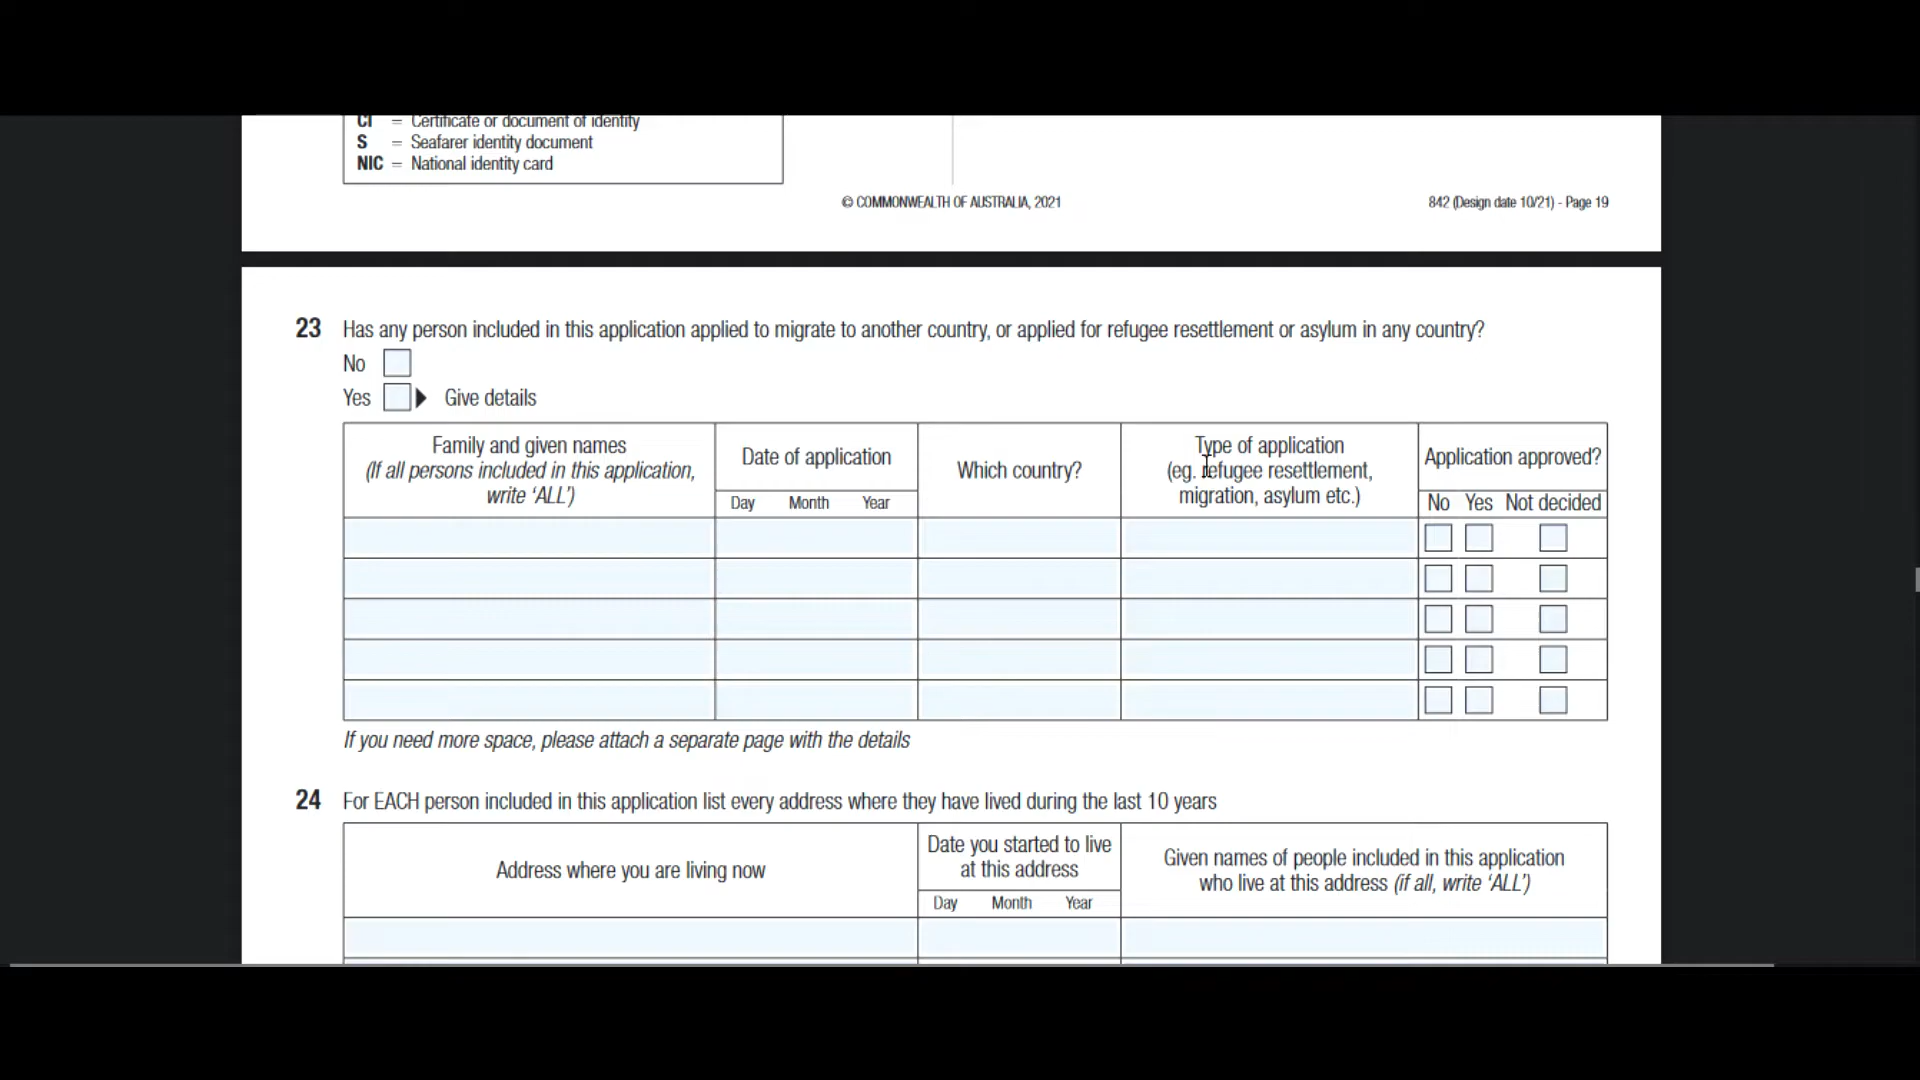 CI = Certificate or document of identity
S = Seafarer identity document
NIC = National identity card
© COMMONWEALTH OF AUSTRALIA, 2021
842 (Design date 10/21) - Page 19
23 Has any person included in this application applied to migrate to another country, or applied for refugee resettlement or asylum in any country?
No
Yes Give details
Family and given names
(If all persons included in this application,
write ‘ALL’)
Date of application
Day Month Year
Which country?
Type of application
(eg. refugee resettlement,
migration, asylum etc.)
Application approved?
No Yes Not decided
If you need more space, please attach a separate page with the details
24 For EACH person included in this application list every address where they have lived during the last 10 years
Address where you are living now
Date you started to live
at this address
Day Month Year
Given names of people included in this application
who live at this address (if all, write ‘ALL’)